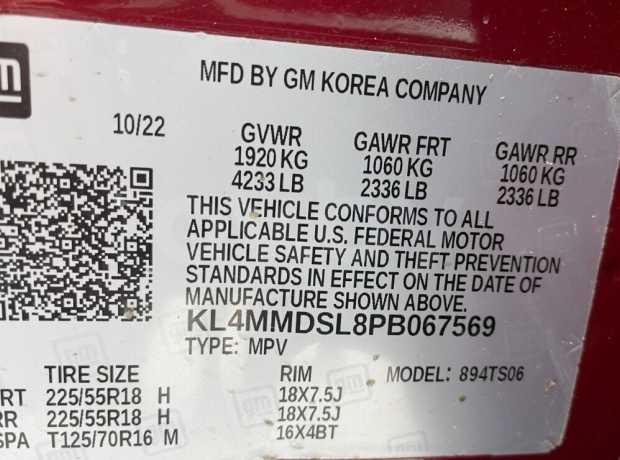 gm
MFD BY GM KOREA COMPANY
10/22
GVWR GAWR FRT GAWR RR
1920 KG 1060 KG 1060 KG
4233 LB 2336 LB 2336 LB
THIS VEHICLE CONFORMS TO ALL
APPLICABLE U.S. FEDERAL MOTOR
VEHICLE SAFETY AND THEFT PREVENTION
STANDARDS IN EFFECT ON THE DATE OF
MANUFACTURE SHOWN ABOVE.
KL4MMDSL8PB067569
TYPE: MPV
TIRE SIZE RIM MODEL: 894TS06
FRT 225/55R18 H 18X7.5J
RR 225/55R18 H 18X7.5J
SPA T125/70R16 M 16X4BT